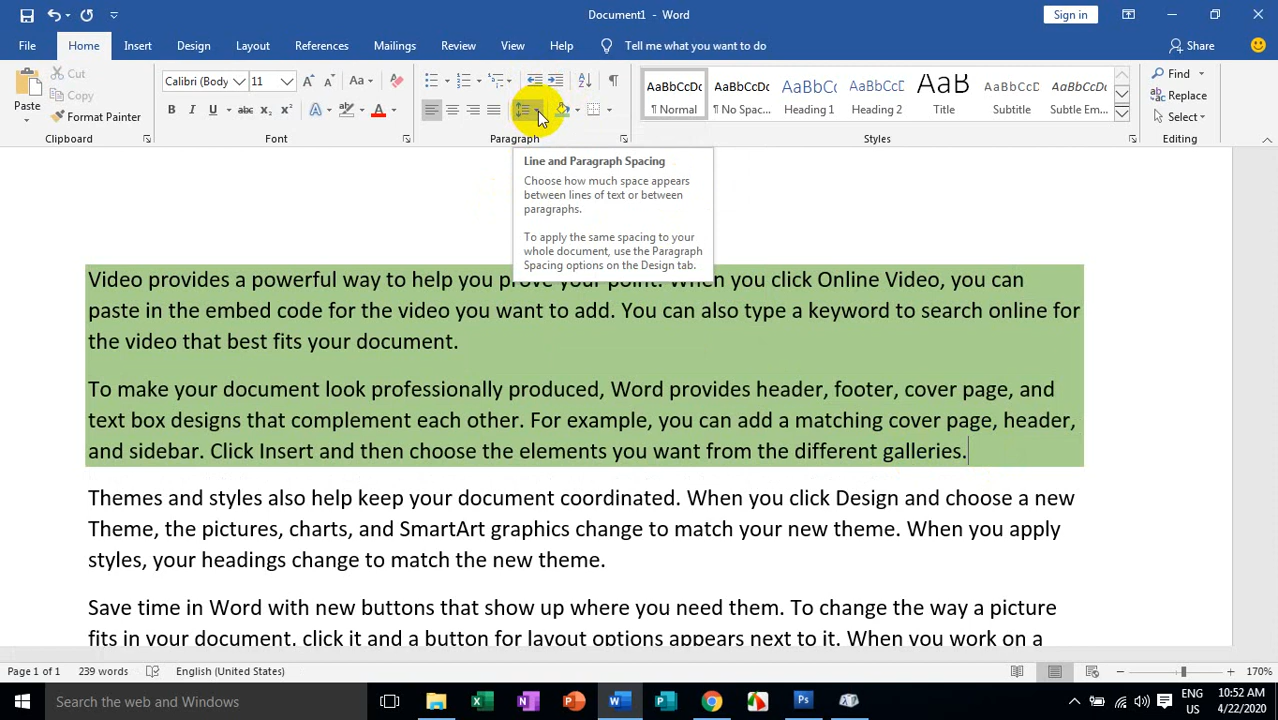 Document1 - Word
Sign in
File Home Insert Design Layout References Mailings Review View Help Tell me what you want to do Share
Paste
Cut
Copy
Format Painter
Clipboard
Calibri (Body 11
Aa
B I U A ab A
Font
Paragraph
AaBbCcDc AaBbCcDc AaBbC AaBbCcC AaB AaBbCcD AaBbCcDc
¶ Normal ¶ No Spac... Heading 1 Heading 2 Title Subtitle Subtle Em...
Styles
Find
Replace
Select
Editing
Line and Paragraph Spacing
Choose how much space appears
between lines of text or between
paragraphs.
To apply the same spacing to your
whole document, use the Paragraph
Spacing options on the Design tab.
Video provides a powerful way to help you prove your point. When you click Online Video, you can
paste in the embed code for the video you want to add. You can also type a keyword to search online for
the video that best fits your document.
To make your document look professionally produced, Word provides header, footer, cover page, and
text box designs that complement each other. For example, you can add a matching cover page, header,
and sidebar. Click Insert and then choose the elements you want from the different galleries.
Themes and styles also help keep your document coordinated. When you click Design and choose a new
Theme, the pictures, charts, and SmartArt graphics change to match your new theme. When you apply
styles, your headings change to match the new theme.
Save time in Word with new buttons that show up where you need them. To change the way a picture
fits in your document, click it and a button for layout options appears next to it. When you work on a
Page 1 of 1 239 words English (United States) 170%
Search the web and Windows
ENG
US
10:52 AM
4/22/2020